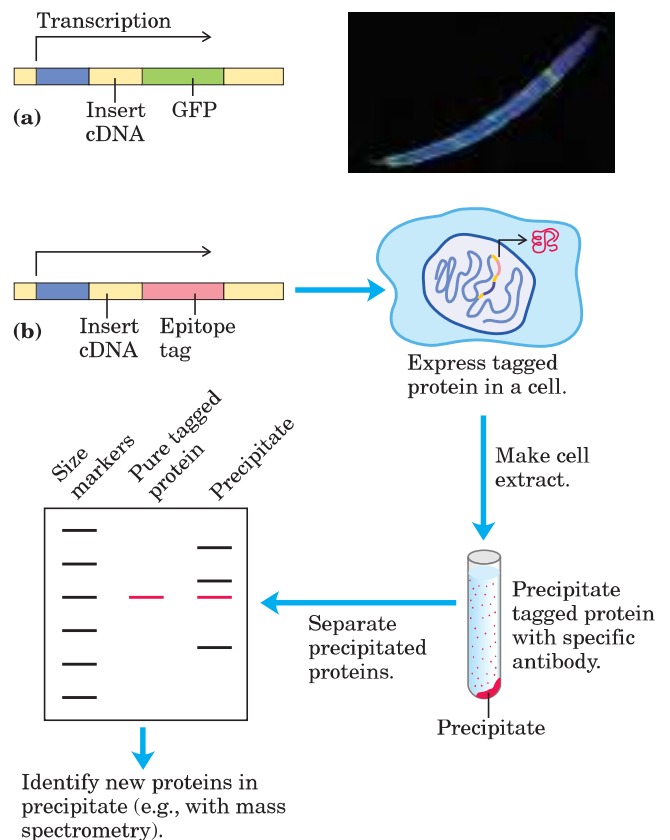 Transcription
Insert
cDNA
GFP
(a)
(b)
Insert
cDNA
Epitope
tag
Express tagged
protein in a cell.
Make cell
extract.
Precipitate
tagged protein
with specific
antibody.
Precipitate
Separate
precipitated
proteins.
Size
markers
Pure tagged
protein
Precipitate
Identify new proteins in
precipitate (e.g., with mass
spectrometry).